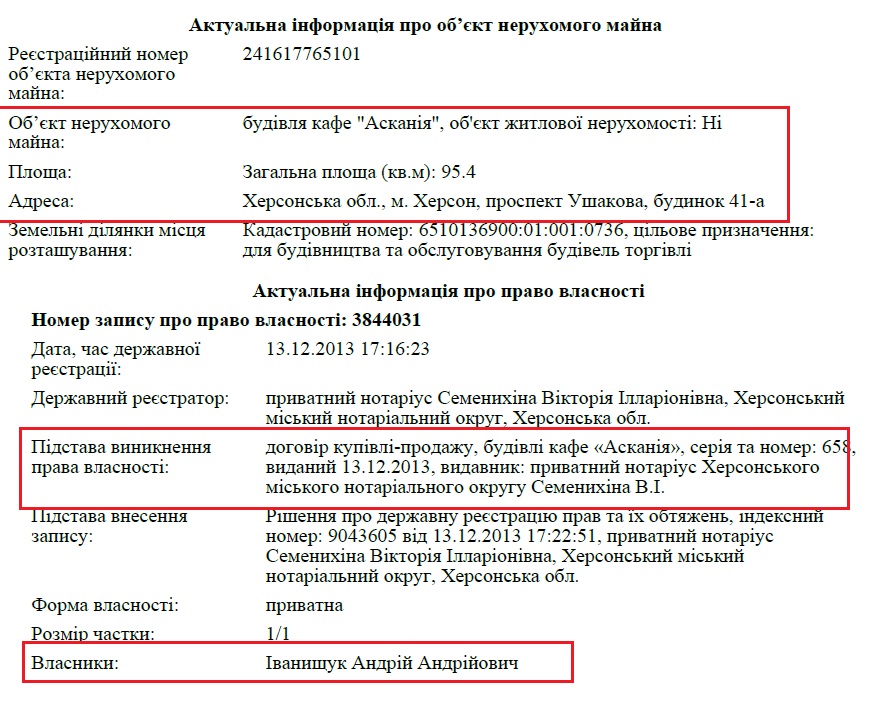 Актуальна інформація про об’єкт нерухомого майна
Реєстраційний номер об’єкта нерухомого майна: 241617765101
Об’єкт нерухомого майна: будівля кафе "Асканія", об'єкт житлової нерухомості: Ні
Площа: Загальна площа (кв.м): 95.4
Адреса: Херсонська обл., м. Херсон, проспект Ушакова, будинок 41-а
Земельні ділянки місця розташування: Кадастровий номер: 6510136900:01:001:0736, цільове призначення:
для будівництва та обслуговування будівель торгівлі
Актуальна інформація про право власності
Номер запису про право власності: 3844031
Дата, час державної реєстрації: 13.12.2013 17:16:23
Державний реєстратор: приватний нотаріус Семенихіна Вікторія Ілларіонівна, Херсонський
міський нотаріальний округ, Херсонська обл.
Підстава виникнення права власності: договір купівлі-продажу, будівлі кафе «Асканія», серія та номер: 658,
виданий 13.12.2013, видавник: приватний нотаріус Херсонського
міського нотаріального округу Семенихіна В.І.
Підстава внесення запису: Рішення про державну реєстрацію прав та їх обтяжень, індексний
номер: 9043605 від 13.12.2013 17:22:51, приватний нотаріус
Семенихіна Вікторія Ілларіонівна, Херсонський міський
нотаріальний округ, Херсонська обл.
Форма власності: приватна
Розмір частки: 1/1
Власники: Іванищук Андрій Андрійович